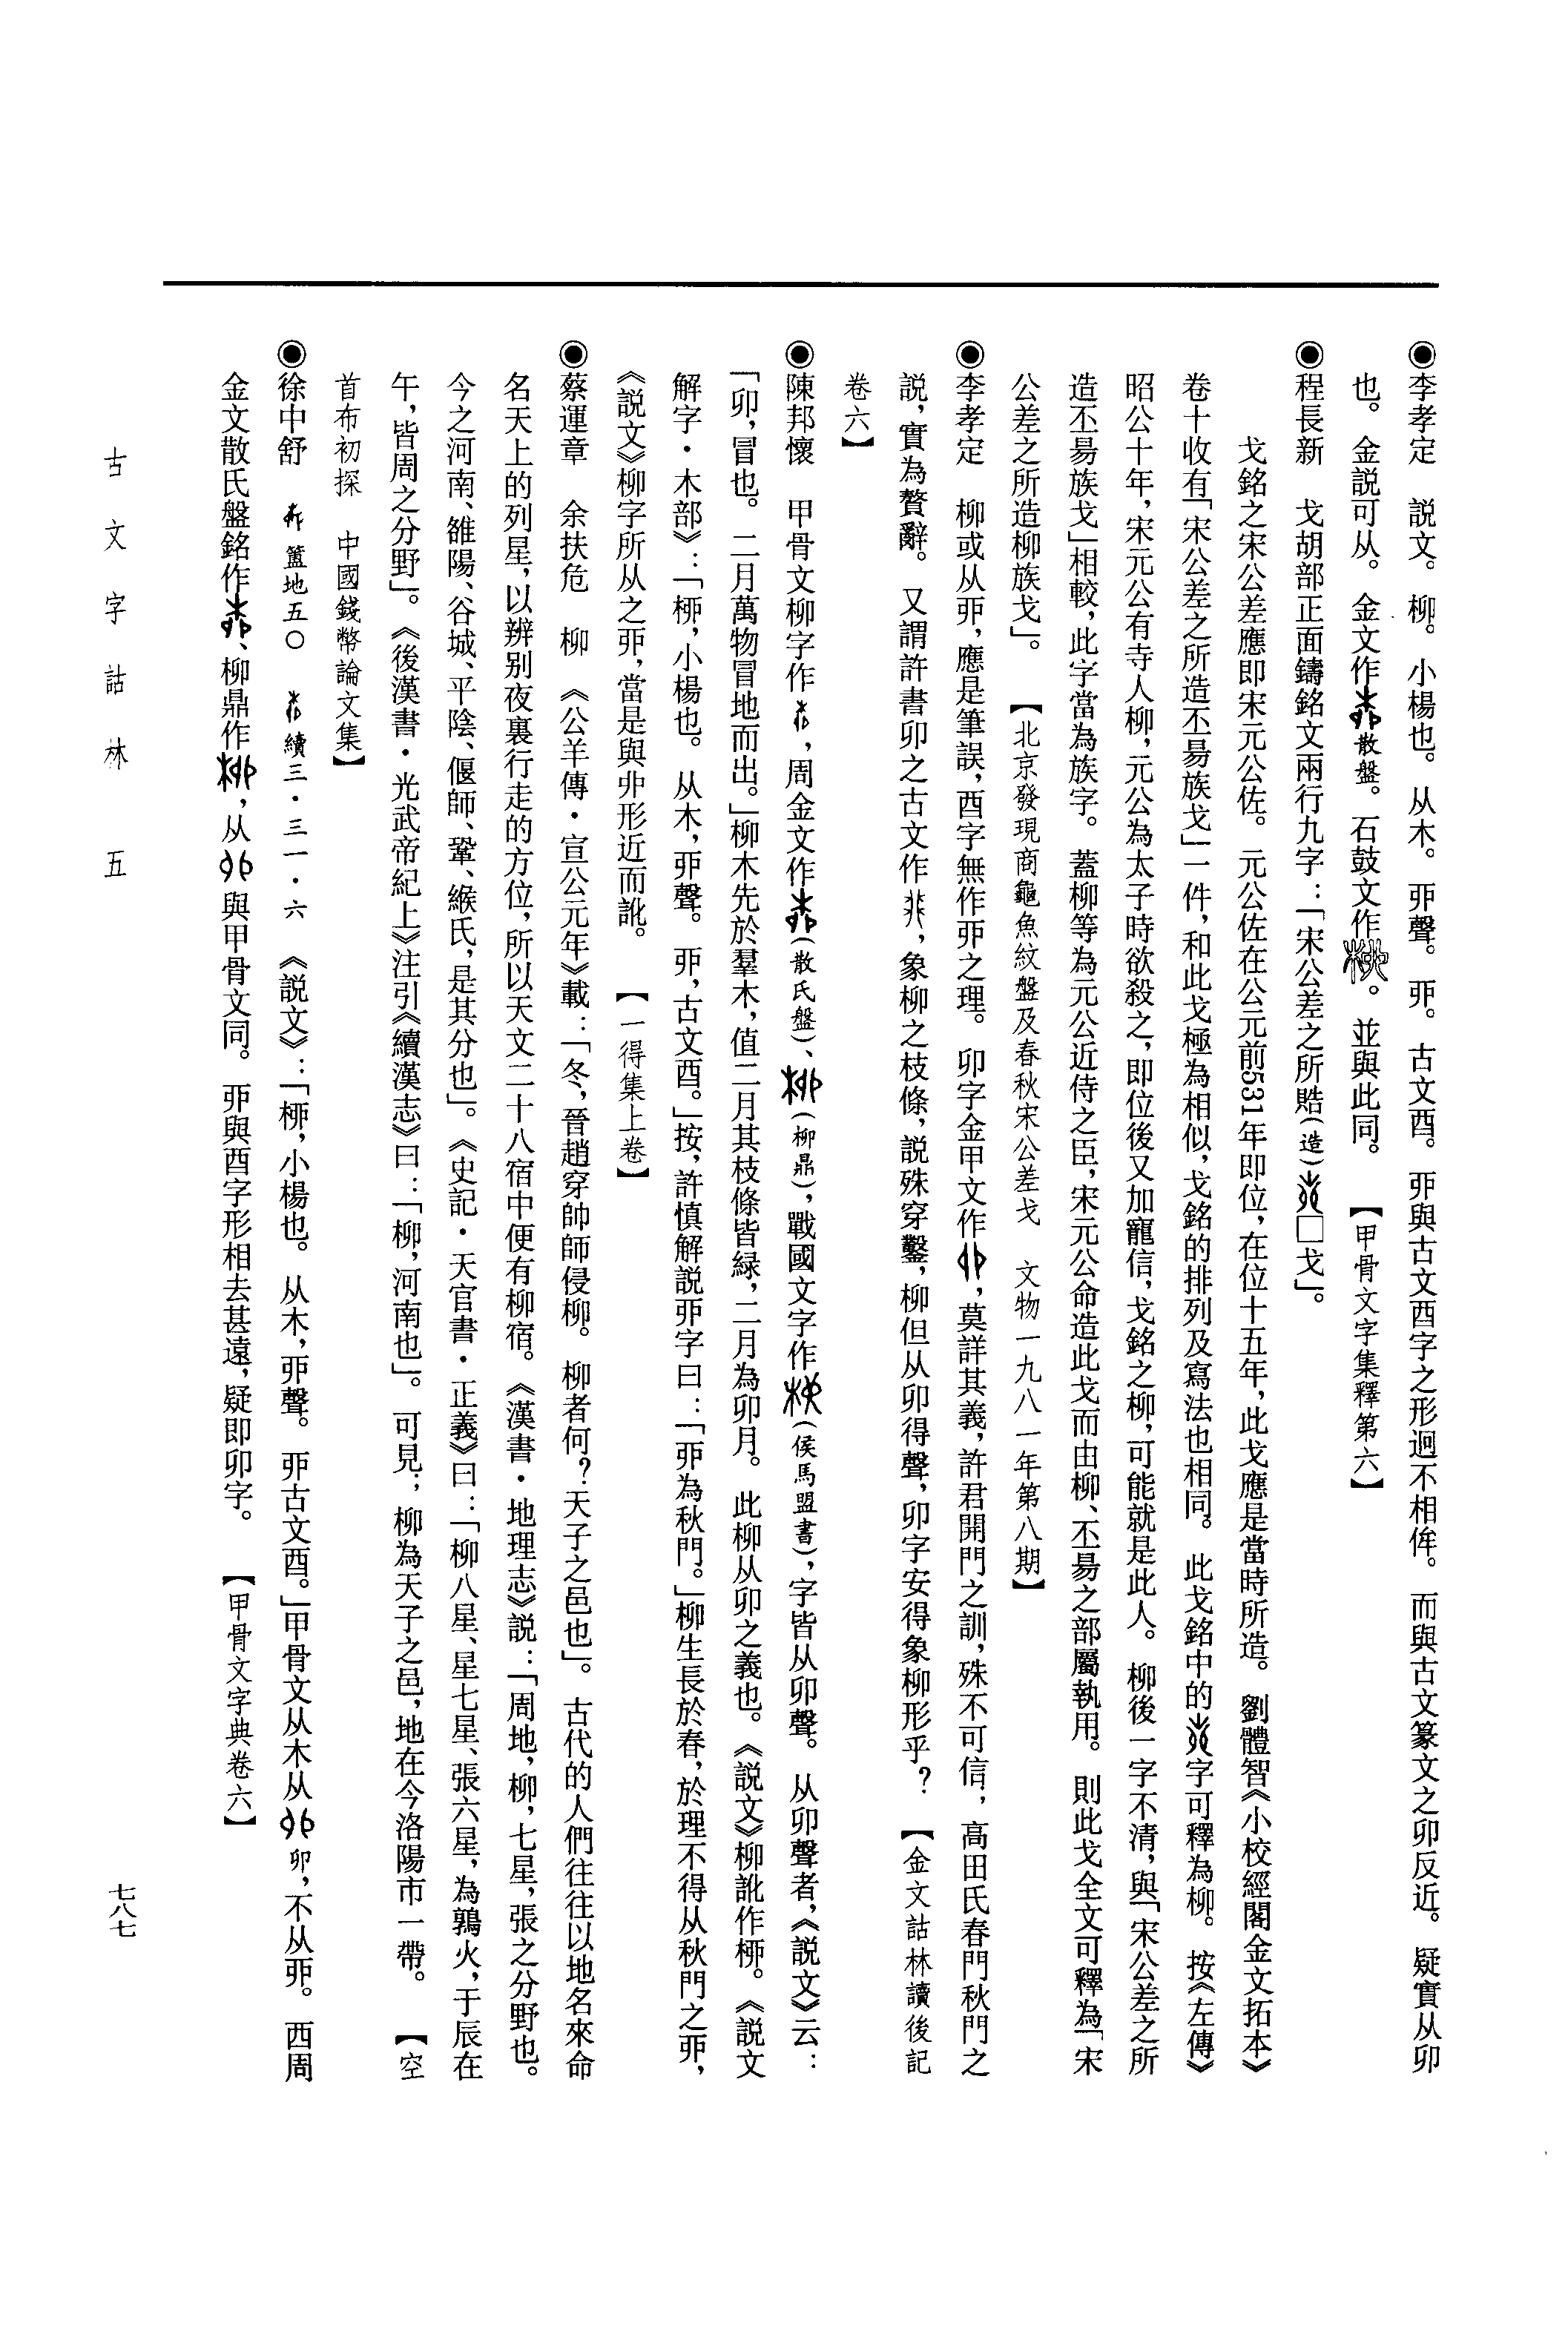 ◉李孝定　説文。柳。小楊也。从木。丣聲。丣。古文酉。丣與古文酉字之形迥不相侔。而與古文篆文之卯反近。疑實从卯
也。金説可从。金文作散盤。石鼓文作。並與此同。【甲骨文字集釋第六】
◉程長新　戈胡部正面鑄銘文兩行九字：「宋公差之所䞶（造）□戈」。
戈銘之宋公差應即宋元公佐。元公佐在公元前531年即位，在位十五年，此戈應是當時所造。劉體智《小校經閣金文拓本》
卷十收有「宋公差之所造丕昜族戈」一件，和此戈極為相似，戈銘的排列及寫法也相同。此戈銘中的字可釋為柳。按《左傳》
昭公十年，宋元公有寺人柳，元公為太子時欲殺之，即位後又加寵信，戈銘之柳，可能就是此人。柳後一字不清，與「宋公差之所
造丕昜族戈」相較，此字當為族字。蓋柳等為元公近侍之臣，宋元公命造此戈而由柳、丕昜之部屬執用。則此戈全文可釋為「宋
公差之所造柳族戈」。【北京發現商龜魚紋盤及春秋宋公差戈　文物一九八一年第八期】
◉李孝定　柳或从丣，應是筆誤，酉字無作丣之理。卯字金甲文作，莫詳其義，許君開門之訓，殊不可信，高田氏春門秋門之
説，實為贅辭。又謂許書卯之古文作，象柳之枝條，説殊穿鑿，柳但从卯得聲，卯字安得象柳形乎？【金文詁林讀後記
卷六】
◉陳邦懷　甲骨文柳字作，周金文作（散氏盤）、（柳鼎），戰國文字作（侯馬盟書），字皆从卯聲。从卯聲者，《説文》云：
「卯，冒也。二月萬物冒地而出。」柳木先於羣木，值二月其枝條皆緑，二月為卯月。此柳从卯之義也。《説文》柳訛作桺。《説文
解字·木部》：「桺，小楊也。从木，丣聲。丣，古文酉。」按，許慎解説丣字曰：「丣為秋門。」柳生長於春，於理不得从秋門之丣，
《説文》柳字所从之丣，當是與卯形近而訛。【一得集上卷】
◉蔡運章　余扶危　柳　《公羊傳·宣公元年》載：「冬，晉趙穿帥師侵柳。柳者何？天子之邑也」。古代的人們往往以地名來命
名天上的列星，以辨别夜裏行走的方位，所以天文二十八宿中便有柳宿。《漢書·地理志》説：「周地，柳，七星，張之分野也。
今之河南、雒陽、谷城、平陰、偃師、鞏、緱氏，是其分也」。《史記·天官書·正義》曰：「柳八星、星七星、張六星，為鶉火，于辰在
午，皆周之分野」。《後漢書·光武帝紀上》注引《續漢志》曰：「柳，河南也」。可見，柳為天子之邑，地在今洛陽市一帶。【空
首布初探　中國錢幣論文集】
◉徐中舒　簠地五〇　續三·三一·六　《説文》：「桺，小楊也。从木，丣聲。丣古文酉。」甲骨文从木从卯，不从丣。西周
金文散氏盤銘作、柳鼎作，从與甲骨文同。丣與酉字形相去甚遠，疑即卯字。【甲骨文字典卷六】
古文字詁林　五
七八七